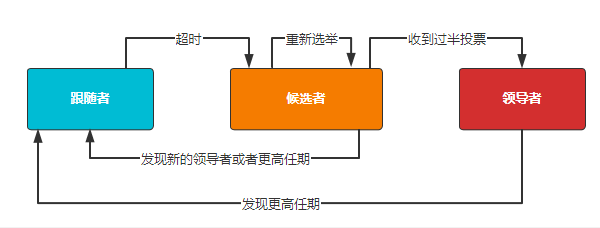 超时
重新选举
收到过半投票
跟随者
候选者
领导者
发现新的领导者或者更高任期
发现更高任期